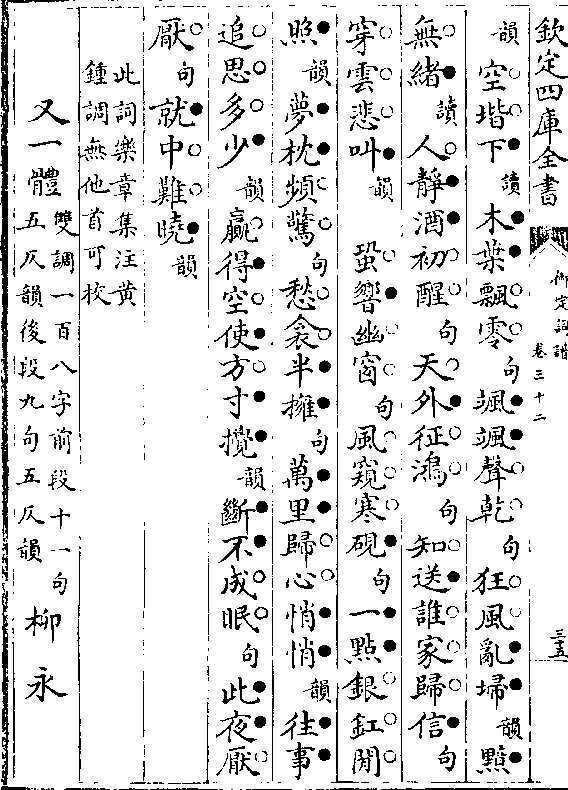 欽定四庫全書
御定詞譜
卷三十二
三五
韻空堦下讀木葉飄零句颯颯聲乾句狂風亂埽韻黯
無緒讀人靜酒初醒句天外征鴻句知送誰家歸信句
穿雲悲叫韻 蛩響幽窗句風窺寒硯句一點銀釭閒
照韻夢枕頻驚句愁衾半擁句萬里歸心悄悄韻往事
追思多少韻贏得空使方寸攪韻斷不成眠句此夜厭
厭句就中難曉韻
此詞樂章集注黃
鍾調無他首可校
又一體
雙調一百八字前段十一句
五仄韻後段九句五仄韻
柳永